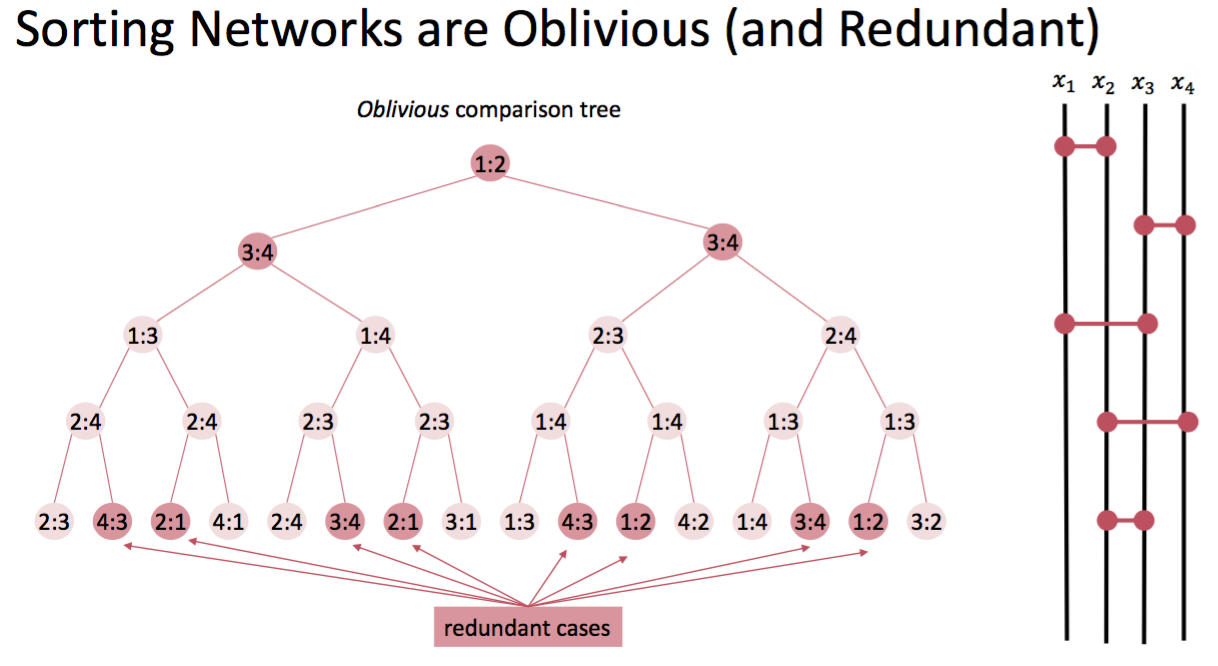 Sorting Networks are Oblivious (and Redundant)
x₁ x₂ x₃ x₄
Oblivious comparison tree
1:2
3:4 3:4
1:3 1:4 2:3 2:4
2:4 2:4 2:3 2:3 1:4 1:4 1:3 1:3
2:3 4:3 2:1 4:1 2:4 3:4 2:1 3:1 1:3 4:3 1:2 4:2 1:4 3:4 1:2 3:2
redundant cases